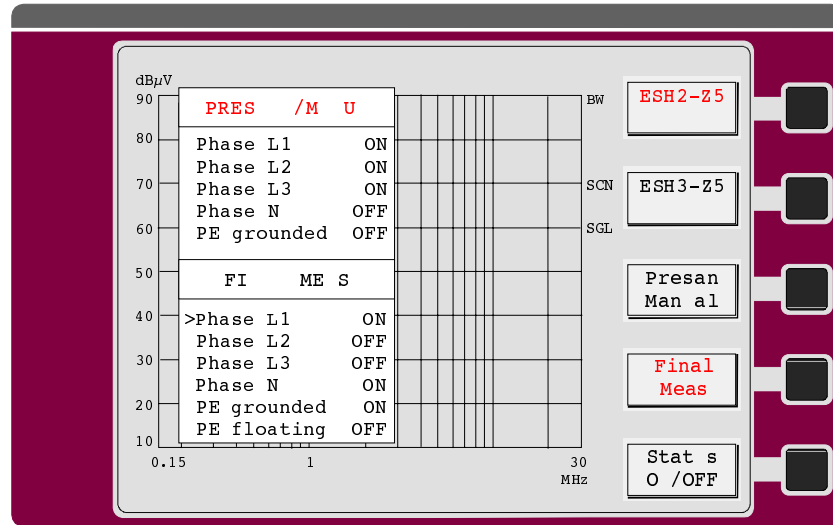 dBµV
90
80
70
60
50
40
30
20
10
PRES /M U
Phase L1 ON
Phase L2 ON
Phase L3 ON
Phase N OFF
PE grounded OFF
FI ME S
>Phase L1 ON
Phase L2 OFF
Phase L3 OFF
Phase N ON
PE grounded ON
PE floating OFF
0.15 1 30
MHz
BW
SCN
SGL
ESH2-Z5
ESH3-Z5
Presan
Man al
Final
Meas
Stat s
O /OFF